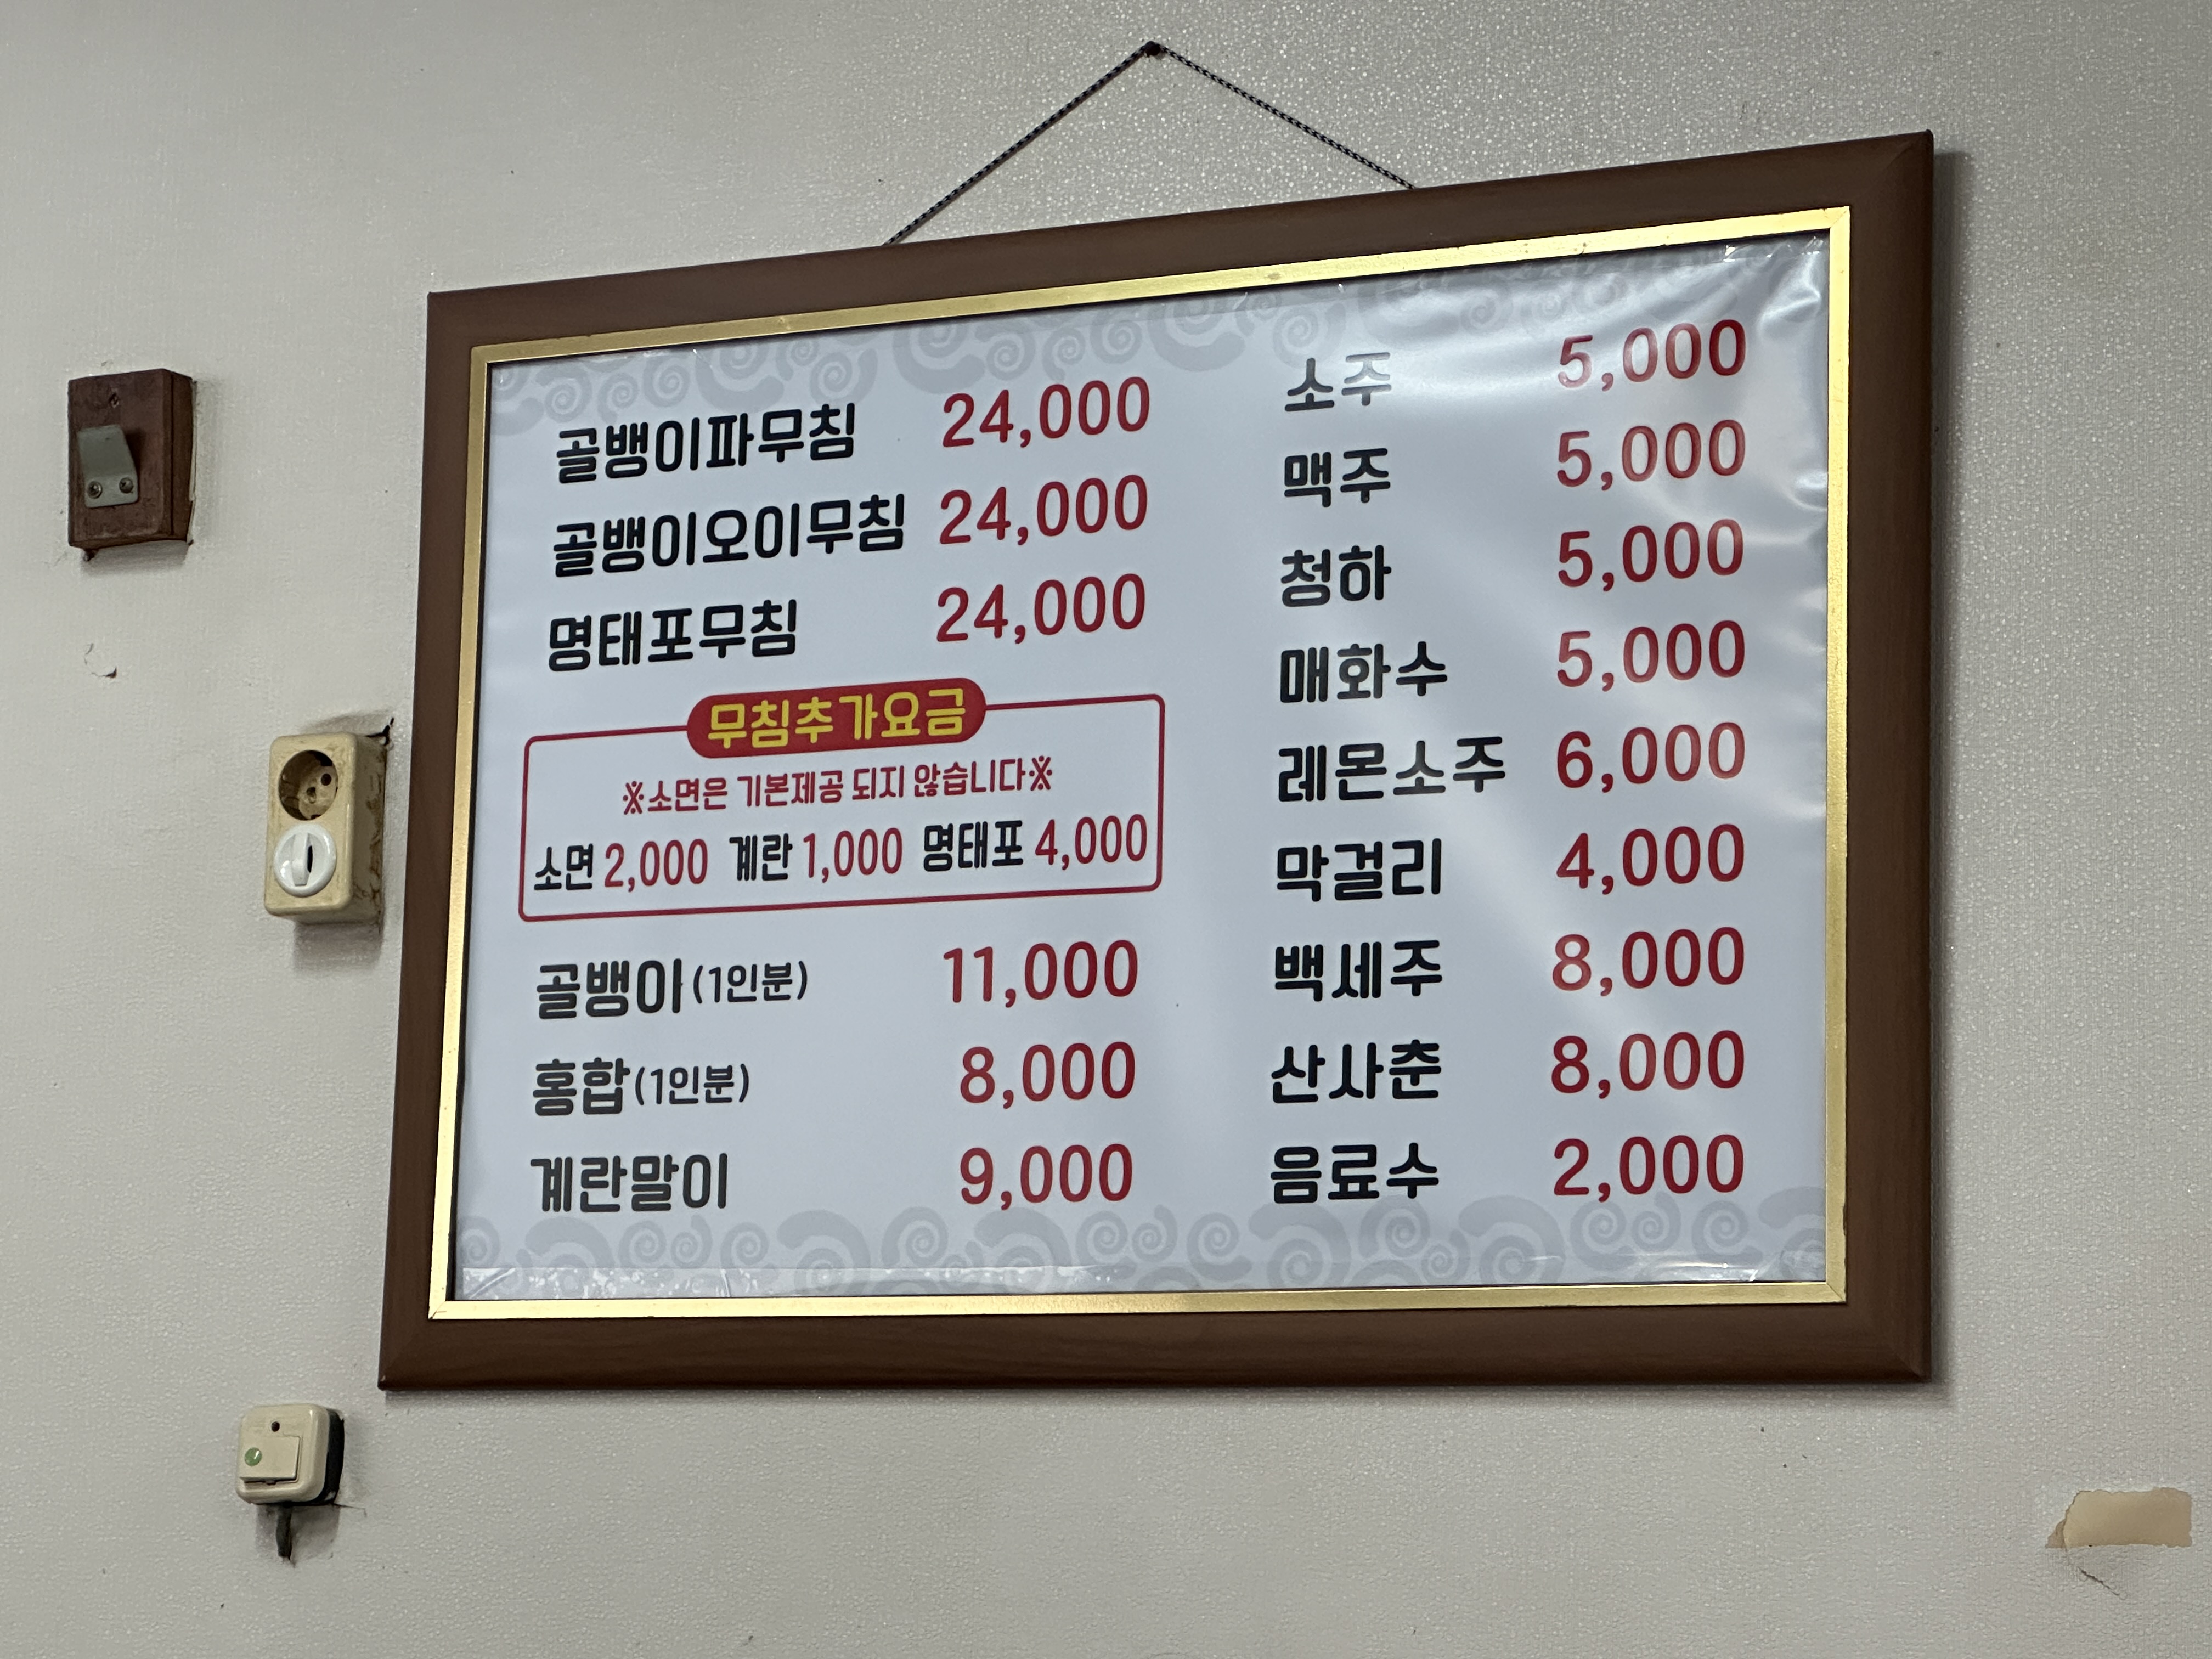 골뱅이파무침 24,000
골뱅이오이무침 24,000
명태포무침 24,000
무침추가요금
※소면은 기본제공 되지 않습니다※
소면 2,000 계란 1,000 명태포 4,000
골뱅이(1인분) 11,000
홍합(1인분) 8,000
계란말이 9,000
소주 5,000
맥주 5,000
청하 5,000
매화수 5,000
레몬소주 6,000
막걸리 4,000
백세주 8,000
산사춘 8,000
음료수 2,000